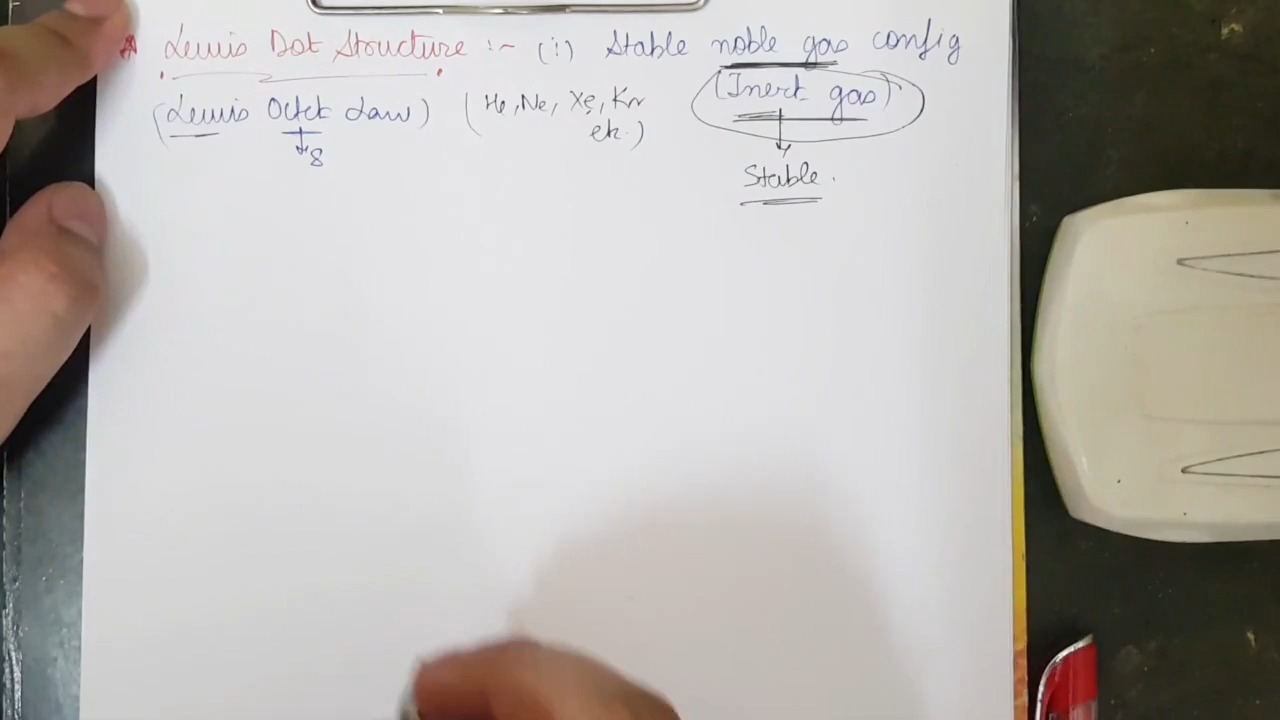 * Lewis Dot Structure :- (i) Stable noble gas config
(Lewis Octet Law) (He, Ne, Xe, Kr (Inert gas)
8 etc.)
Stable.